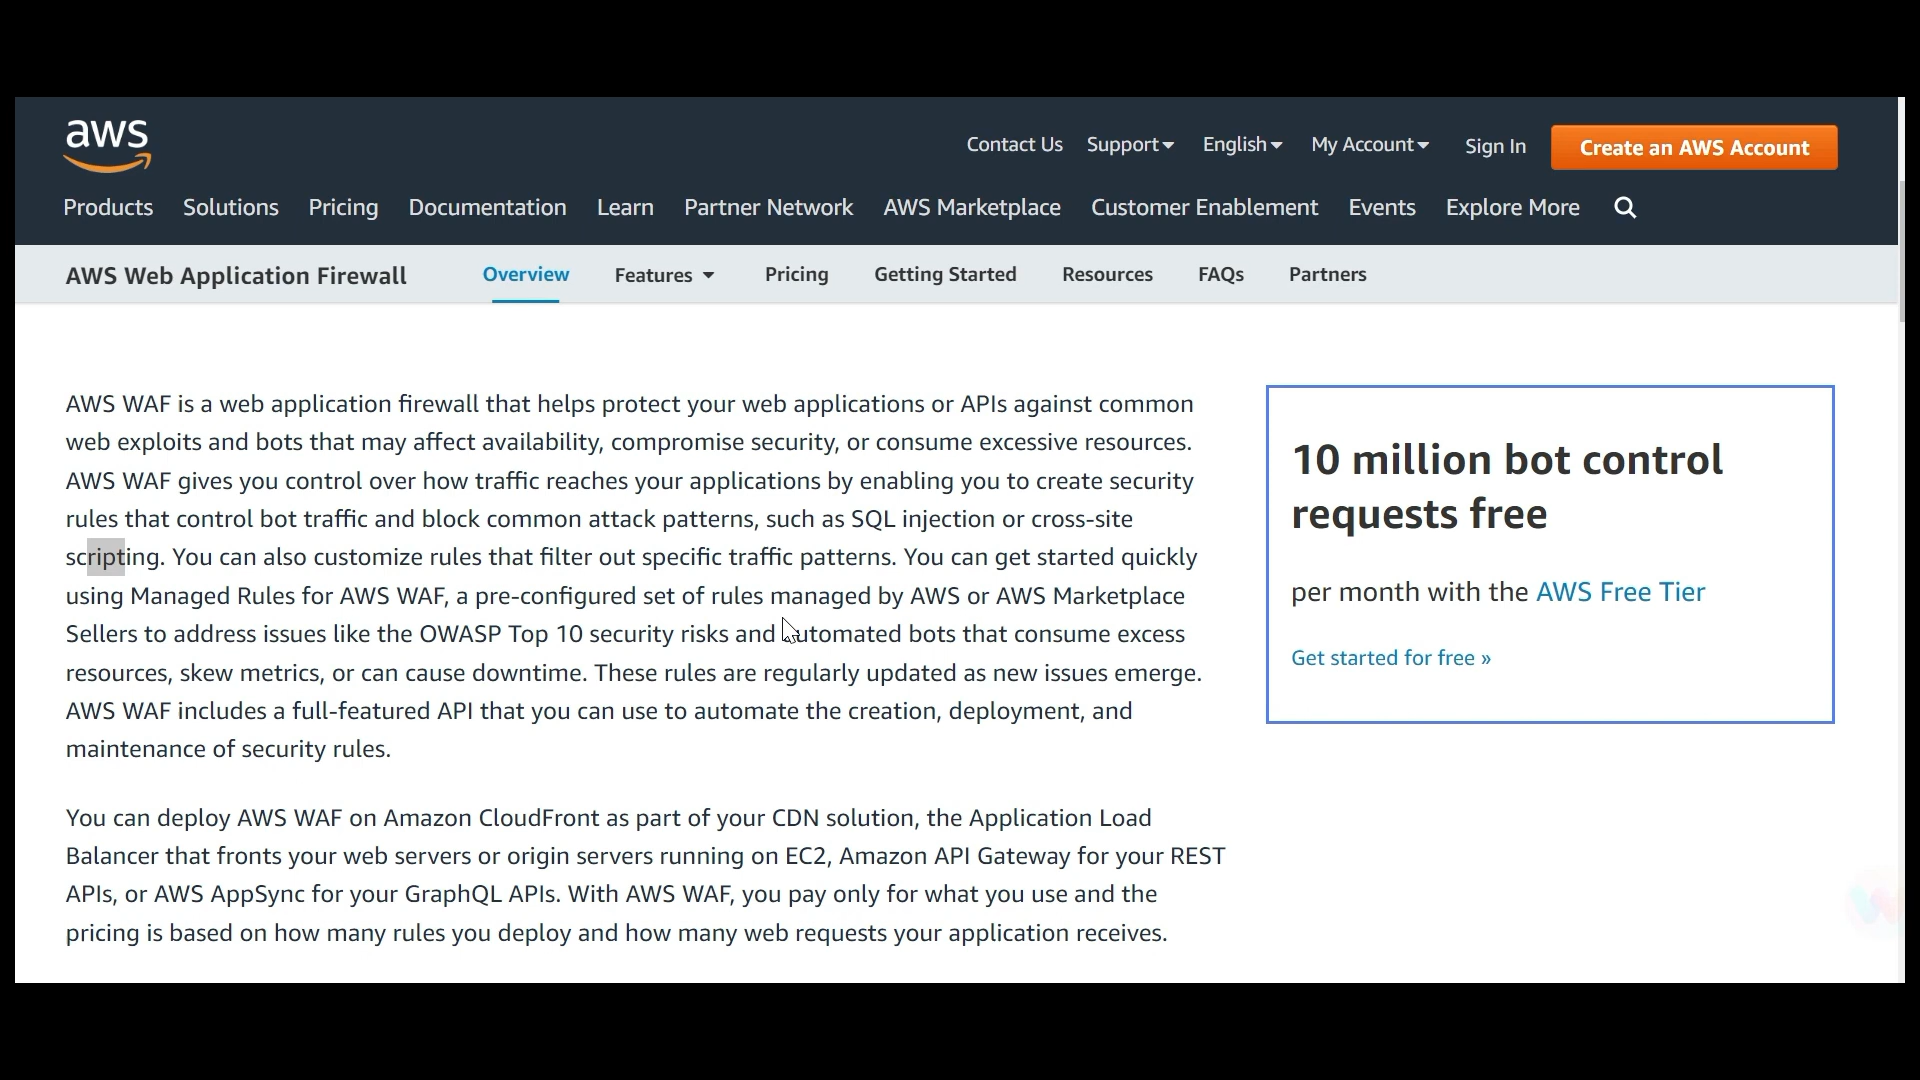 aws
Contact Us Support English My Account Sign In Create an AWS Account
Products Solutions Pricing Documentation Learn Partner Network AWS Marketplace Customer Enablement Events Explore More
AWS Web Application Firewall Overview Features Pricing Getting Started Resources FAQs Partners
AWS WAF is a web application firewall that helps protect your web applications or APIs against common
web exploits and bots that may affect availability, compromise security, or consume excessive resources.
AWS WAF gives you control over how traffic reaches your applications by enabling you to create security
rules that control bot traffic and block common attack patterns, such as SQL injection or cross-site
scripting. You can also customize rules that filter out specific traffic patterns. You can get started quickly
using Managed Rules for AWS WAF, a pre-configured set of rules managed by AWS or AWS Marketplace
Sellers to address issues like the OWASP Top 10 security risks and automated bots that consume excess
resources, skew metrics, or can cause downtime. These rules are regularly updated as new issues emerge.
AWS WAF includes a full-featured API that you can use to automate the creation, deployment, and
maintenance of security rules.
You can deploy AWS WAF on Amazon CloudFront as part of your CDN solution, the Application Load
Balancer that fronts your web servers or origin servers running on EC2, Amazon API Gateway for your REST
APIs, or AWS AppSync for your GraphQL APIs. With AWS WAF, you pay only for what you use and the
pricing is based on how many rules you deploy and how many web requests your application receives.
10 million bot control
requests free
per month with the AWS Free Tier
Get started for free »